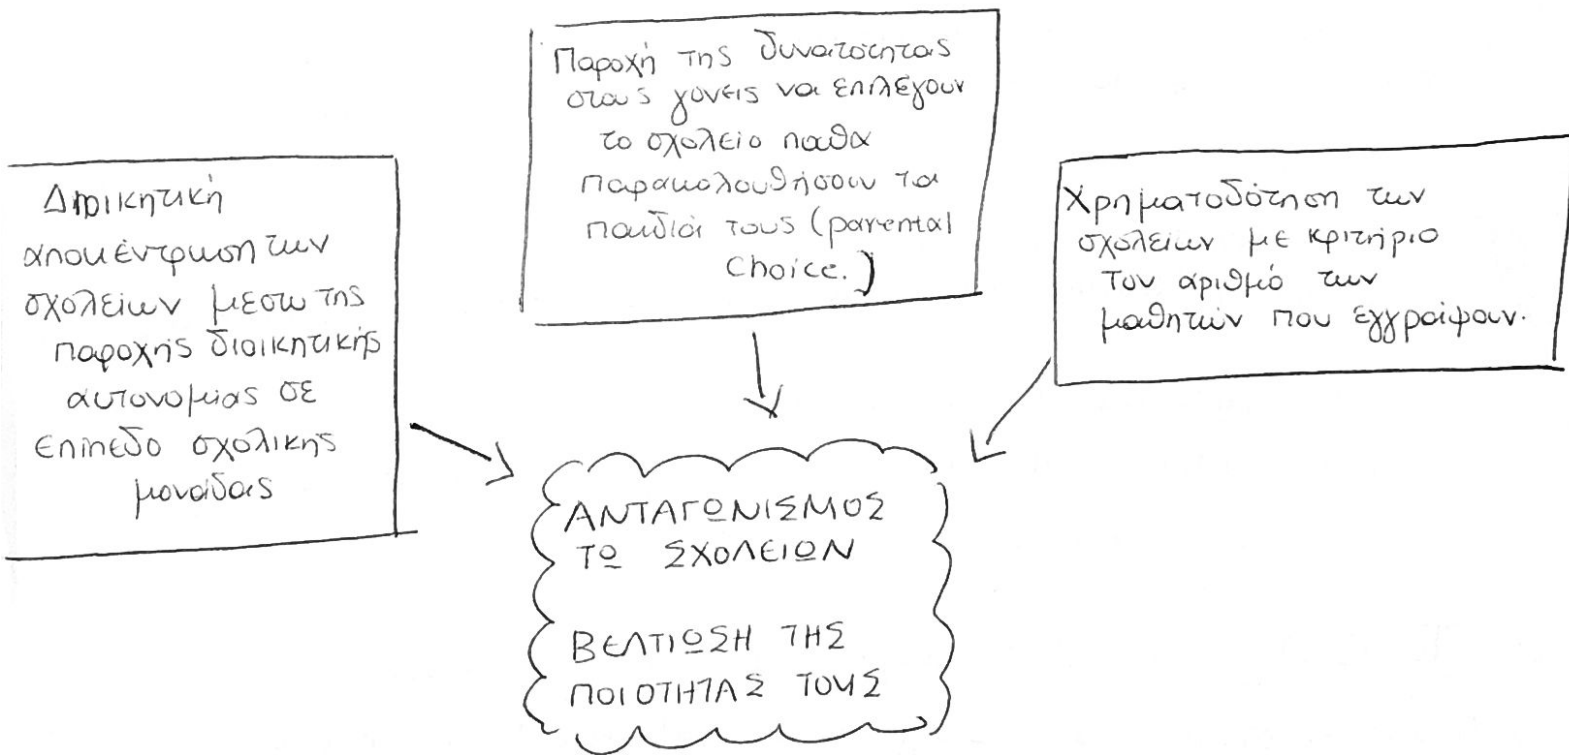 Διοικητική
αποκέντρωση των
σχολείων μεσω της
παροχής διοικητικής
αυτονομίας σε
επίπεδο σχολικής
μονάδας
Παροχή της δυνατότητας
στους γονείς να επιλέγουν
το σχολείο παθα
παρακολουθήσουν τα
παιδιά τους (parental
Choice.)
Χρηματοδότηση των
σχολείων με κριτήριο
τον αριθμό των
μαθητών που εγγράψουν.
ΑΝΤΑΓΩΝΙΣΜΟΣ
ΤΩ ΣΧΟΛΕΙΩΝ
ΒΕΛΤΙΩΣΗ ΤΗΣ
ΠΟΙΟΤΗΤΑΣ ΤΟΥΣ